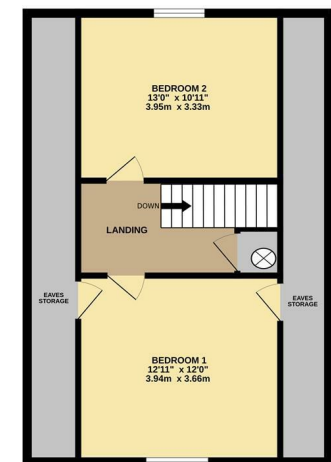 BEDROOM 2
13'0" x 10'11"
3.95m x 3.33m
DOWN
LANDING
EAVES
STORAGE
EAVES
STORAGE
BEDROOM 1
12'11" x 12'0"
3.94m x 3.66m